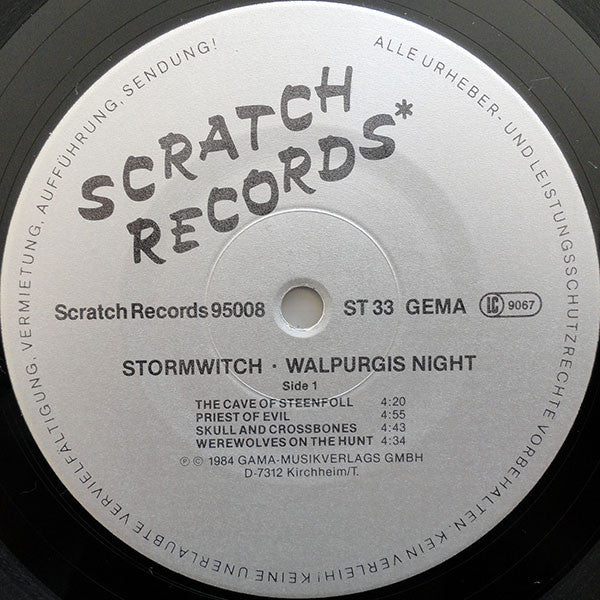 ALLE URHEBER- UND LEISTUNGSSCHUTZRECHTE VORBEHALTEN. KEIN VERLEIH! KEINE UNERLAUBTE VERVIELFALTIGUNG, VERMIETUNG, AUFFÜHRUNG, SENDUNG!
SCRATCH
RECORDS*
Scratch Records 95008 ST 33 GEMA LC 9067
STORMWITCH · WALPURGIS NIGHT
Side 1
THE CAVE OF STEENFOLL 4:20
PRIEST OF EVIL 4:55
SKULL AND CROSSBONES 4:43
WEREWOLVES ON THE HUNT 4:34
℗ © 1984 GAMA-MUSIKVERLAGS GMBH
D-7312 Kirchheim/T.